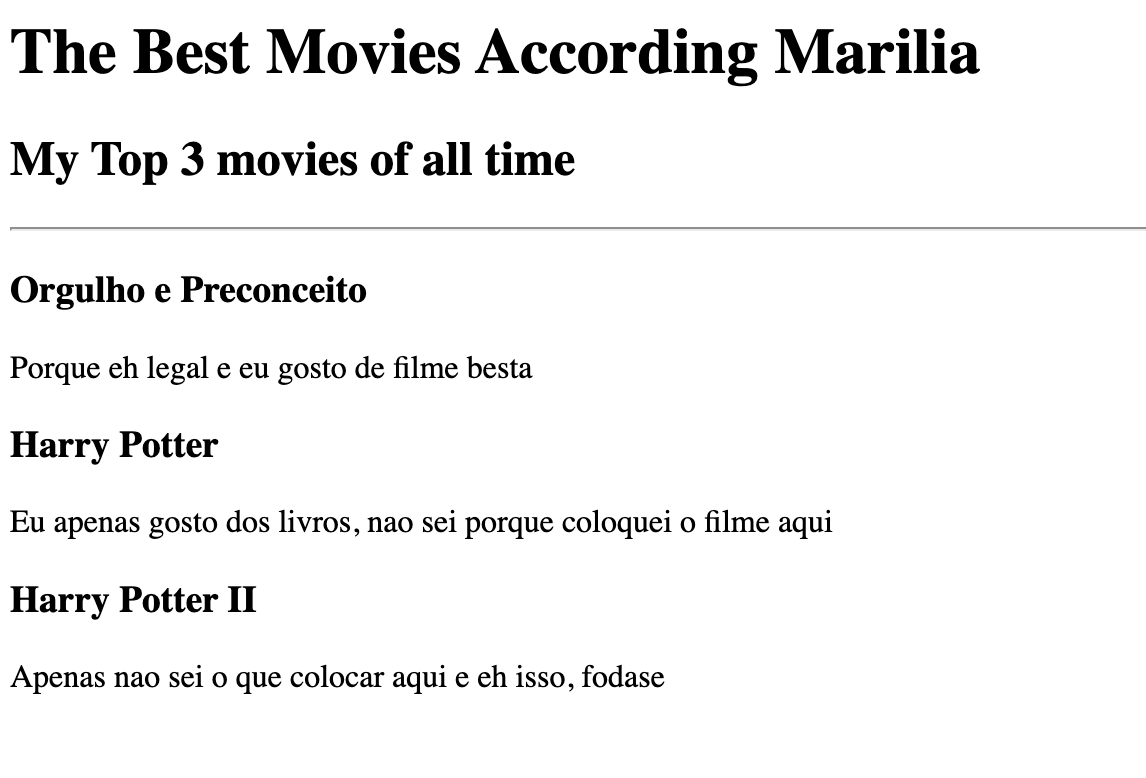 The Best Movies According Marilia
My Top 3 movies of all time
Orgulho e Preconceito
Porque eh legal e eu gosto de filme besta
Harry Potter
Eu apenas gosto dos livros, nao sei porque coloquei o filme aqui
Harry Potter II
Apenas nao sei o que colocar aqui e eh isso, fodase